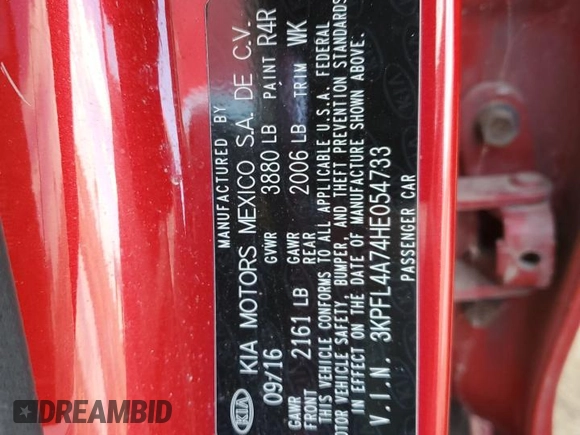 MANUFACTURED BY
KIA KIA MOTORS MEXICO S.A. DE C.V.
09/16 GVWR 3880 LB PAINT R4R
GAWR FRONT 2161 LB GAWR REAR 2006 LB TRIM WK
THIS VEHICLE CONFORMS TO ALL APPLICABLE U.S.A. FEDERAL
MOTOR VEHICLE SAFETY, BUMPER, AND THEFT PREVENTION STANDARDS
IN EFFECT ON THE DATE OF MANUFACTURE SHOWN ABOVE.
V.I.N. 3KPFL4A74HE054733
PASSENGER CAR
DREAMBID